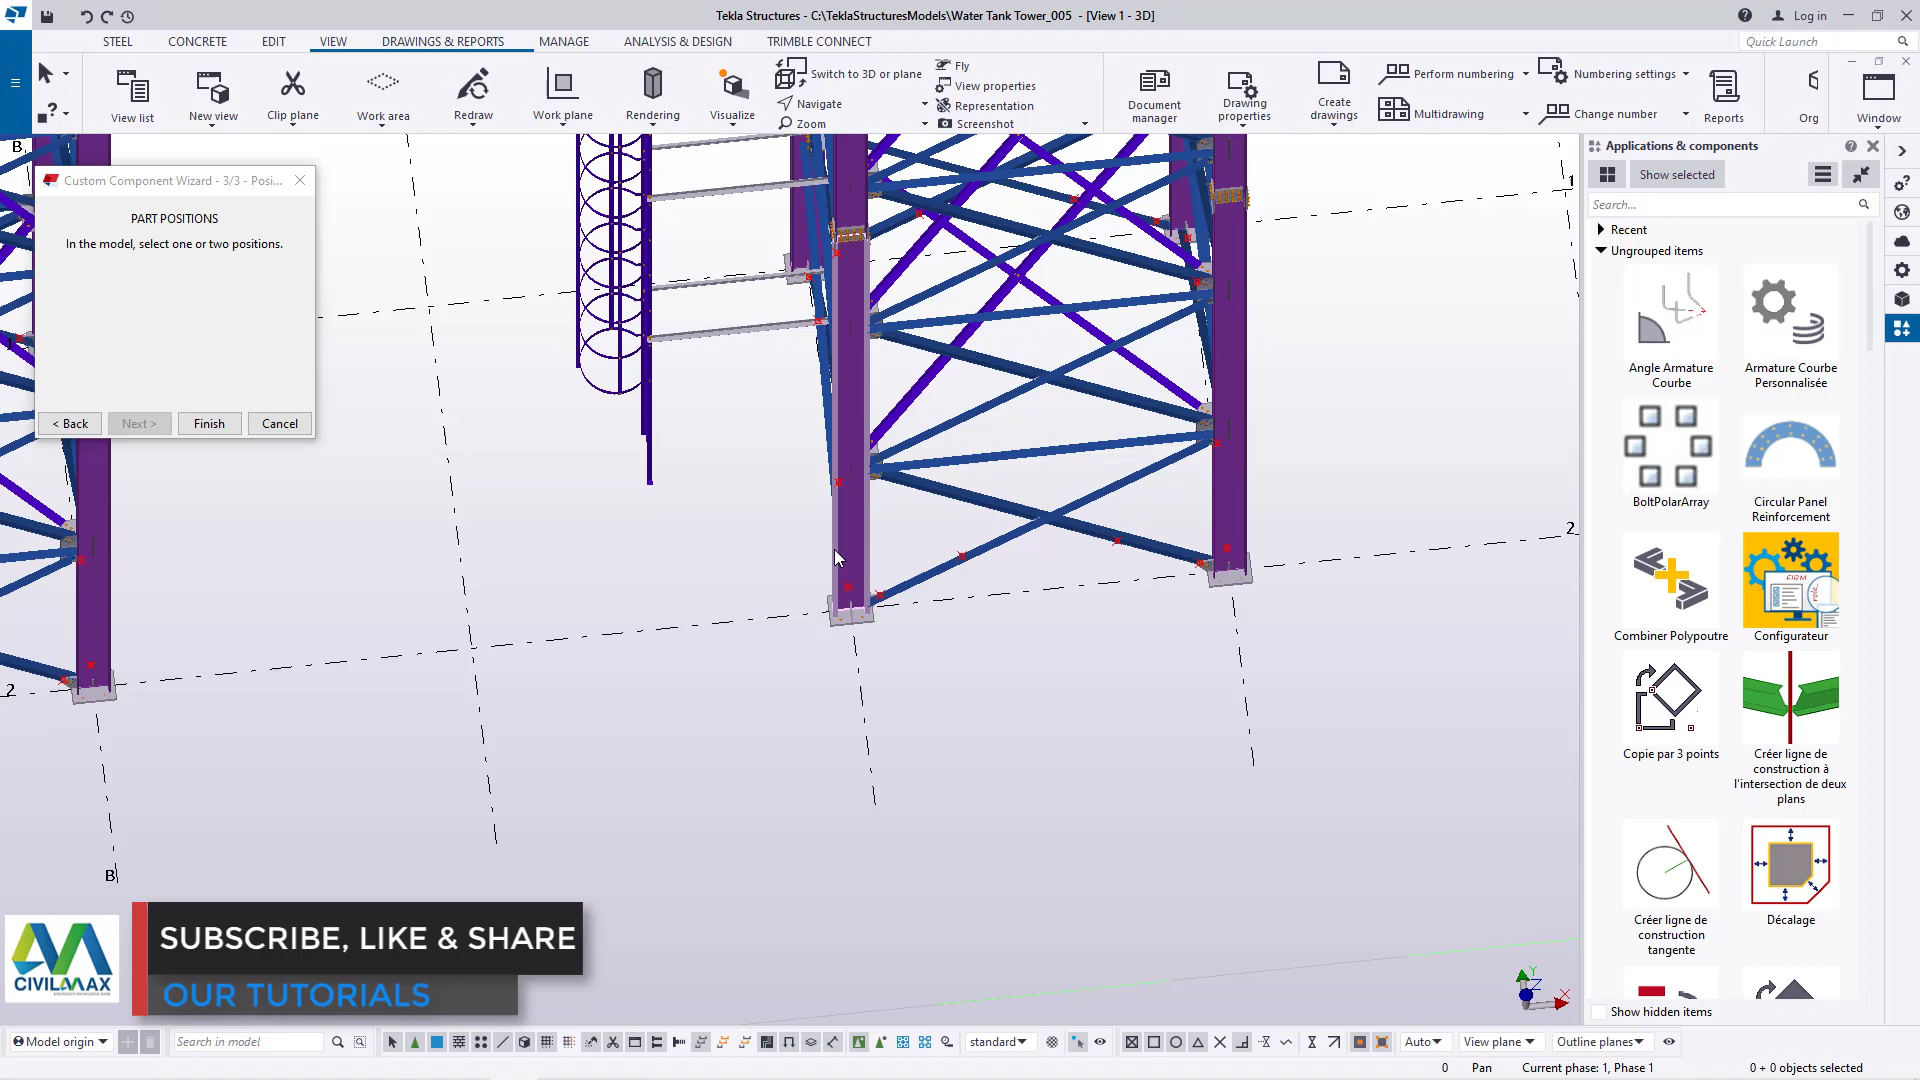 Tekla Structures - C:\TeklaStructuresModels\Water Tank Tower_005 - [View 1 - 3D]
Log in
STEEL
CONCRETE
EDIT
VIEW
DRAWINGS & REPORTS
MANAGE
ANALYSIS & DESIGN
TRIMBLE CONNECT
Quick Launch
View list
New view
Clip plane
Work area
Redraw
Work plane
Rendering
Visualize
Switch to 3D or plane
Navigate
Zoom
Fly
View properties
Representation
Screenshot
Document manager
Drawing properties
Create drawings
Perform numbering
Multidrawing
Numbering settings
Change number
Reports
Org
Window
B
Custom Component Wizard - 3/3 - Posi...
PART POSITIONS
In the model, select one or two positions.
< Back
Next >
Finish
Cancel
1
1
2
2
B
Applications & components
Show selected
Search...
Recent
Ungrouped items
Angle Armature
Courbe
Armature Courbe
Personnalisée
BoltPolarArray
Circular Panel
Reinforcement
Combiner Polypoutre
FIRM
role.
Configurateur
Copie par 3 points
Créer ligne de
construction à
l'intersection de deux
plans
Créer ligne de
construction
tangente
Décalage
Show hidden items
CIVILMAX
SUBSCRIBE, LIKE & SHARE
OUR TUTORIALS
Y
Z
X
Model origin
Search in model
standard
Auto
View plane
Outline planes
0
Pan
Current phase: 1, Phase 1
0 + 0 objects selected